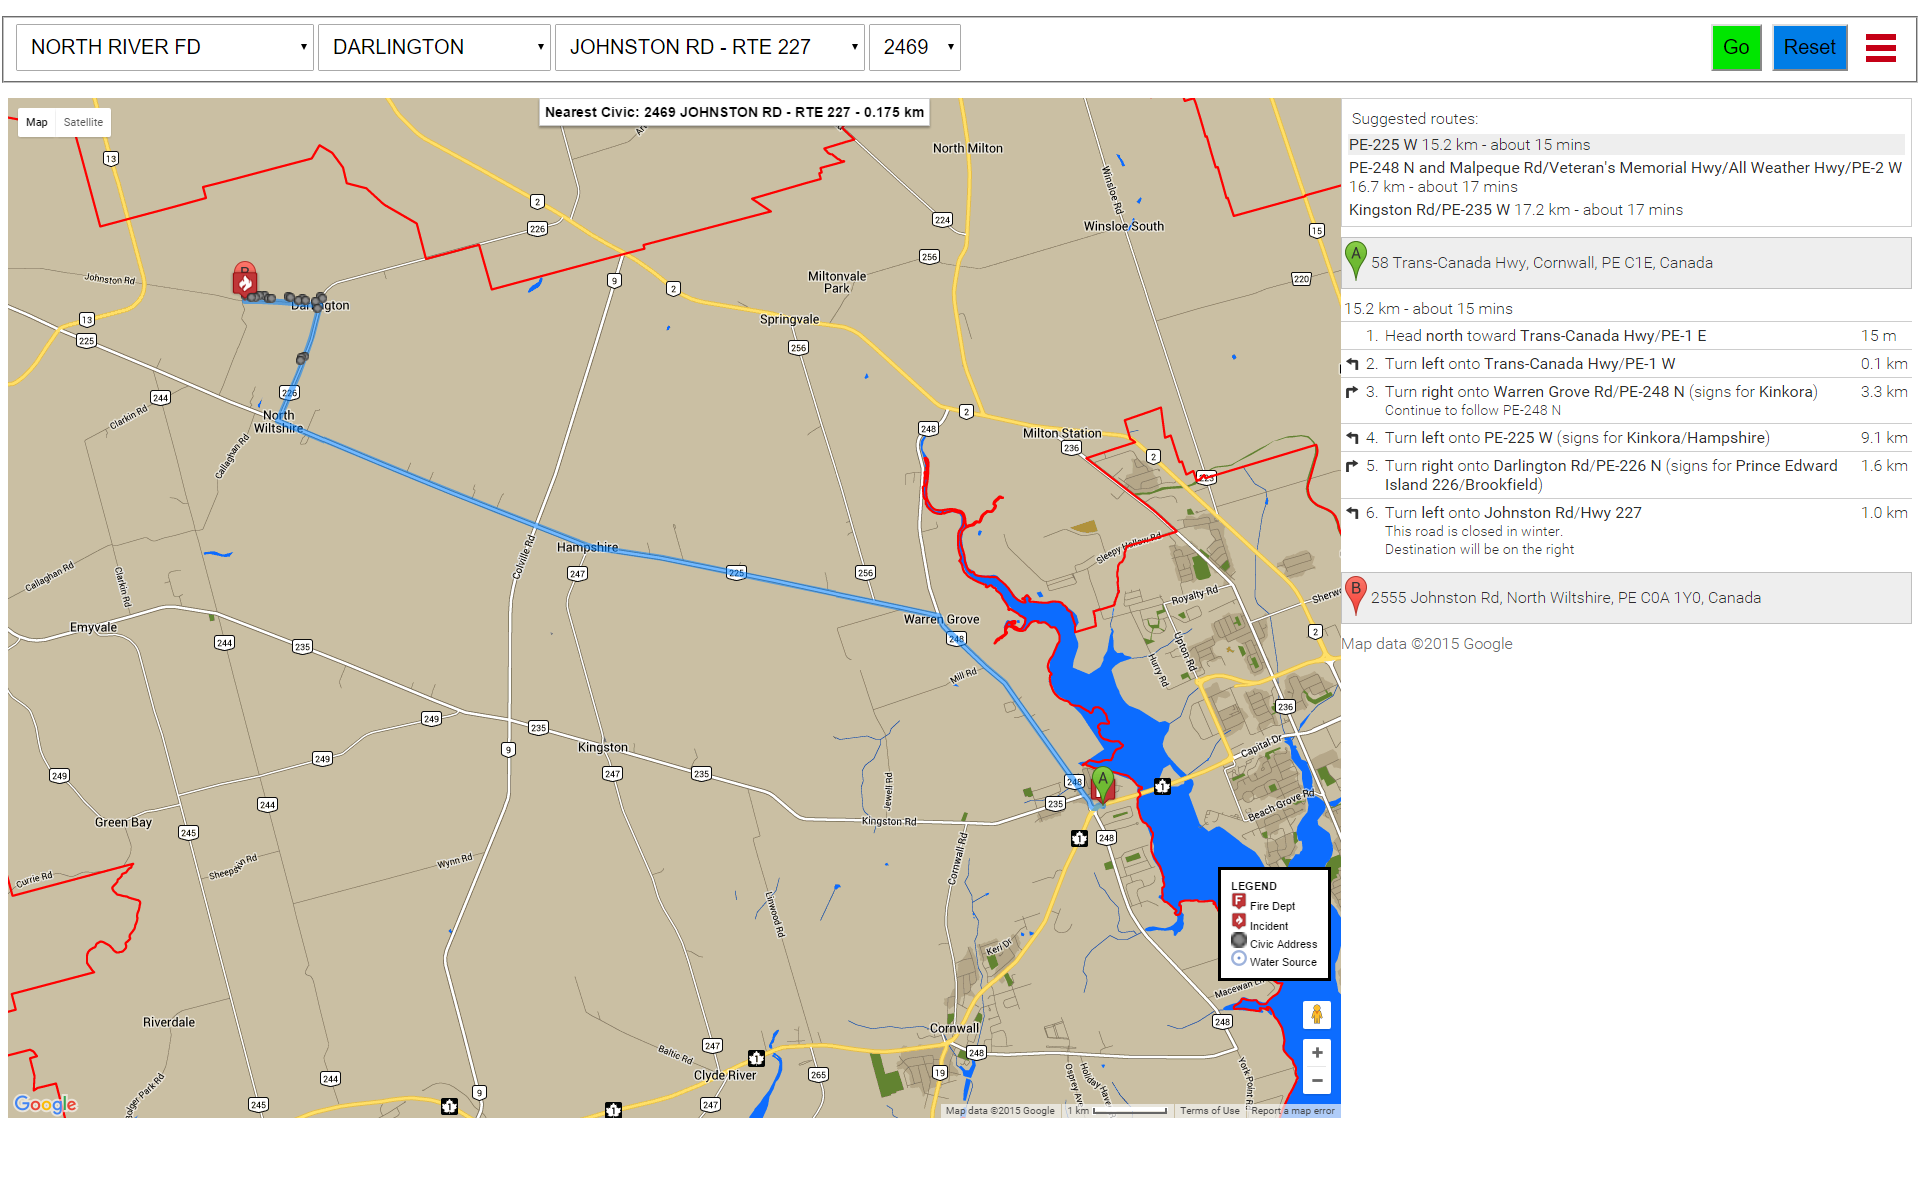 NORTH RIVER FD
DARLINGTON
JOHNSTON RD - RTE 227
2469
Go
Reset
Map
Satellite
Nearest Civic: 2469 JOHNSTON RD - RTE 227 - 0.175 km
North Milton
13
Winsloe Rd
2
224
226
Winsloe South
15
256
Johnston Rd
9
Miltonvale
Park
220
2
Darlington
13
Springvale
225
256
244
226
2
Clarkin Rd
North
Wiltshire
248
Milton Station
236
2
Callaghan Rd
223
Colville Rd
Hampshire
Sleepy Hollow Rd
Callaghan Rd
Clarkin Rd
247
225
256
Royalty Rd
Sherwo
Warren Grove
Emyvale
244
235
248
2
Upton Rd
Hurry Rd
Mill Rd
236
249
235
Kingston
9
Capital Dr
249
249
247
235
Jewell Rd
248
A
1
244
235
Beach Grove Rd
Green Bay
245
Kingston Rd
1
248
Cornwall Rd
Wynn Rd
Currie Rd
Linwood Rd
Keri Dr
LEGEND
Fire Dept
Incident
Civic Address
Water Source
Riverdale
248
Cornwall
247
248
Baltic Rd
1
Clyde River
265
19
Osprey Av
York Point R
244
9
245
1
1
247
Google
Map data ©2015 Google
1 km
Terms of Use
Report a map error
Suggested routes:
PE-225 W 15.2 km - about 15 mins
PE-248 N and Malpeque Rd/Veteran's Memorial Hwy/All Weather Hwy/PE-2 W
16.7 km - about 17 mins
Kingston Rd/PE-235 W 17.2 km - about 17 mins
A 58 Trans-Canada Hwy, Cornwall, PE C1E, Canada
15.2 km - about 15 mins
1. Head north toward Trans-Canada Hwy/PE-1 E 15 m
2. Turn left onto Trans-Canada Hwy/PE-1 W 0.1 km
3. Turn right onto Warren Grove Rd/PE-248 N (signs for Kinkora) 3.3 km
Continue to follow PE-248 N
4. Turn left onto PE-225 W (signs for Kinkora/Hampshire) 9.1 km
5. Turn right onto Darlington Rd/PE-226 N (signs for Prince Edward 1.6 km
Island 226/Brookfield)
6. Turn left onto Johnston Rd/Hwy 227 1.0 km
This road is closed in winter.
Destination will be on the right
B 2555 Johnston Rd, North Wiltshire, PE C0A 1Y0, Canada
Map data ©2015 Google